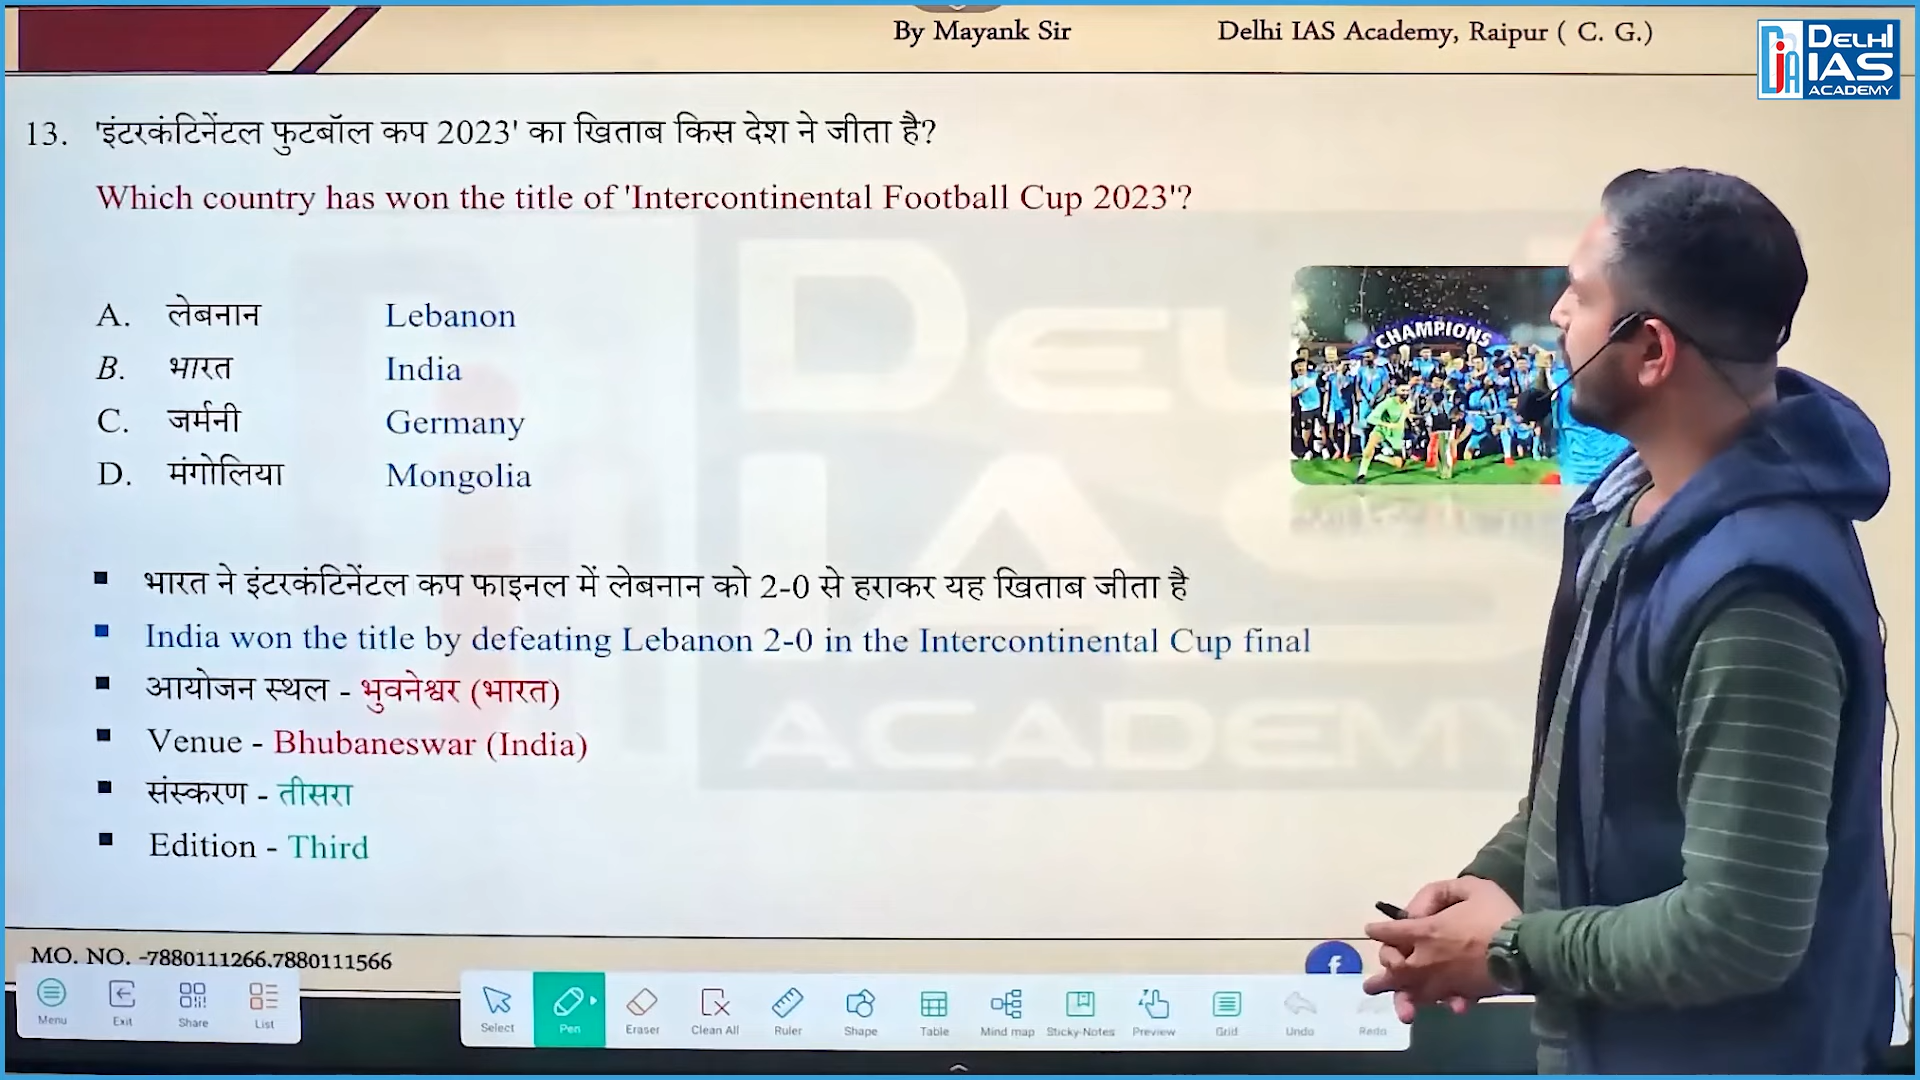 By Mayank Sir Delhi IAS Academy, Raipur ( C. G.)
DELHI
IAS
ACADEMY
13. 'इंटरकंटिनेंटल फुटबॉल कप 2023' का खिताब किस देश ने जीता है?
Which country has won the title of 'Intercontinental Football Cup 2023'?
A. लेबनान Lebanon
B. भारत India
C. जर्मनी Germany
D. मंगोलिया Mongolia
CHAMPIONS
▪ भारत ने इंटरकंटिनेंटल कप फाइनल में लेबनान को 2-0 से हराकर यह खिताब जीता है
▪ India won the title by defeating Lebanon 2-0 in the Intercontinental Cup final
▪ आयोजन स्थल - भुवनेश्वर (भारत)
▪ Venue - Bhubaneswar (India)
▪ संस्करण - तीसरा
▪ Edition - Third
DELHI
IAS
ACADEMY
MO. NO. -7880111266,7880111566
f
Menu Exit Share List Select Pen Eraser Clean All Ruler Shape Table Mind map Sticky-Notes Preview Grid Undo Redo